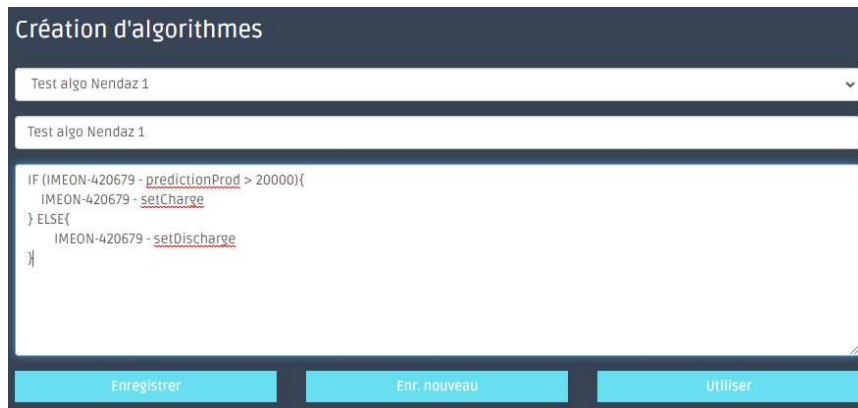 Création d'algorithmes
Test algo Nendaz 1
Test algo Nendaz 1
IF (IMEON-420679 - predictionProd > 20000){
IMEON-420679 - setCharge
} ELSE{
IMEON-420679 - setDischarge
}
Enregistrer
Enr. nouveau
Utiliser